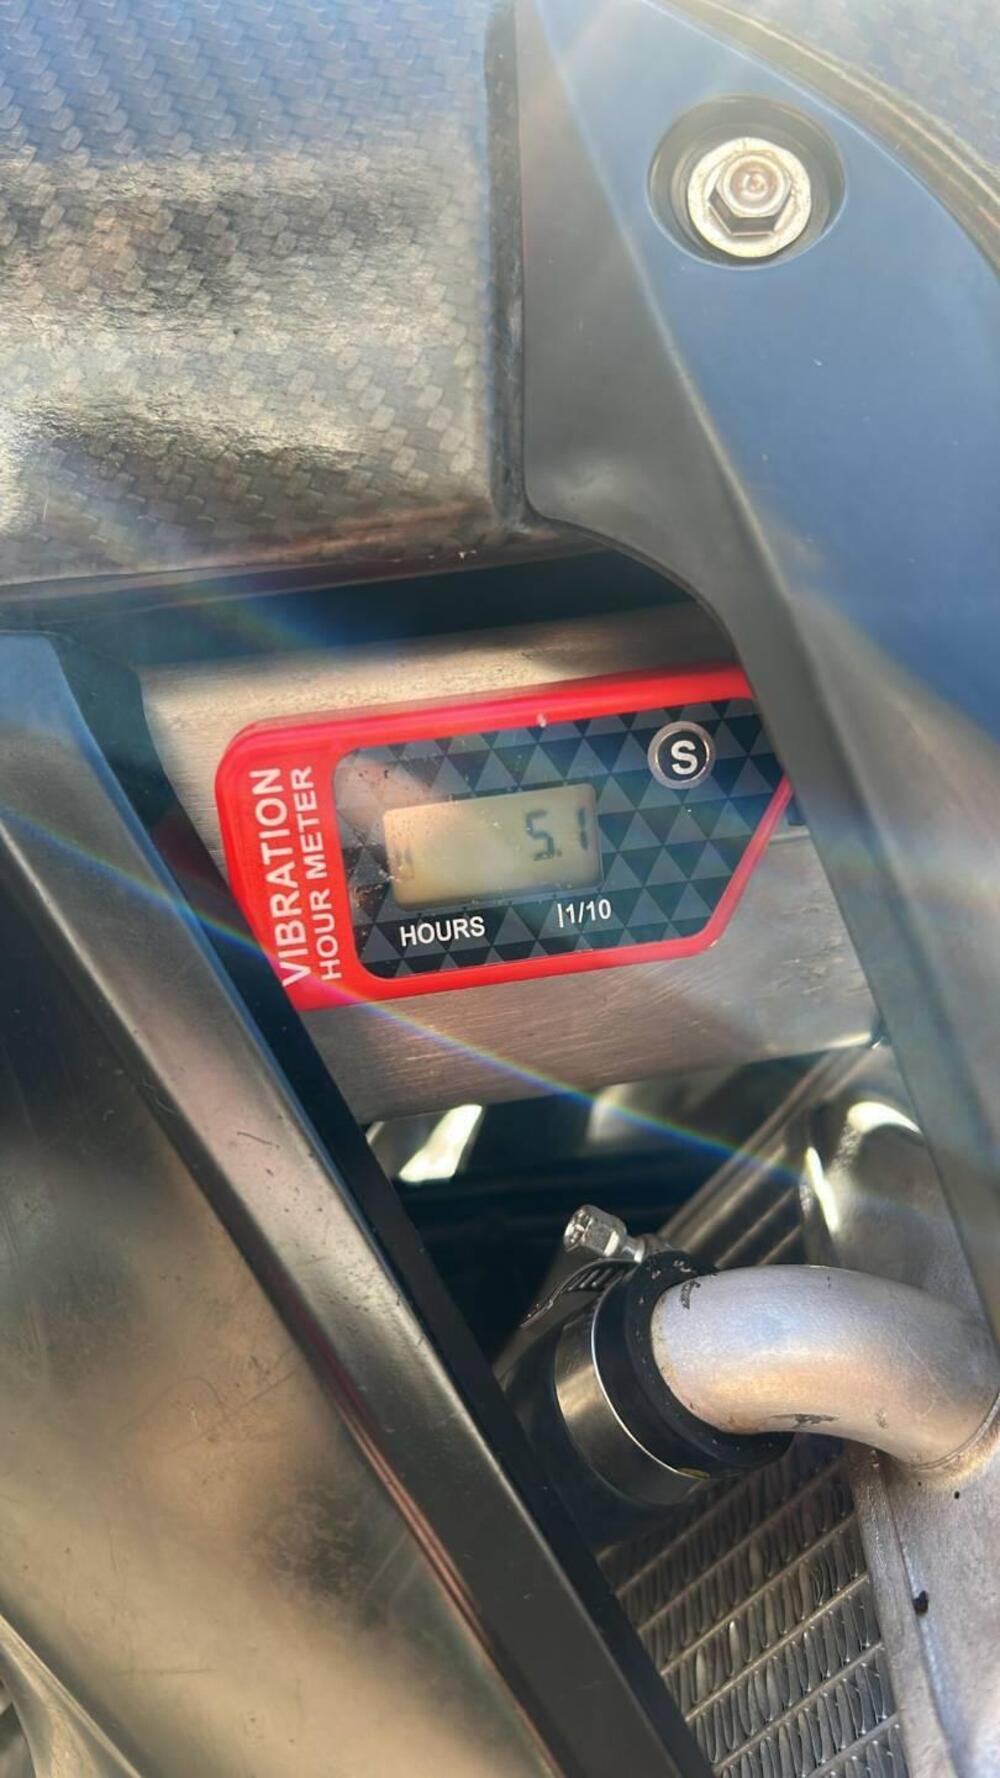 VIBRATION
HOUR METER
S
5.1
HOURS
1/10